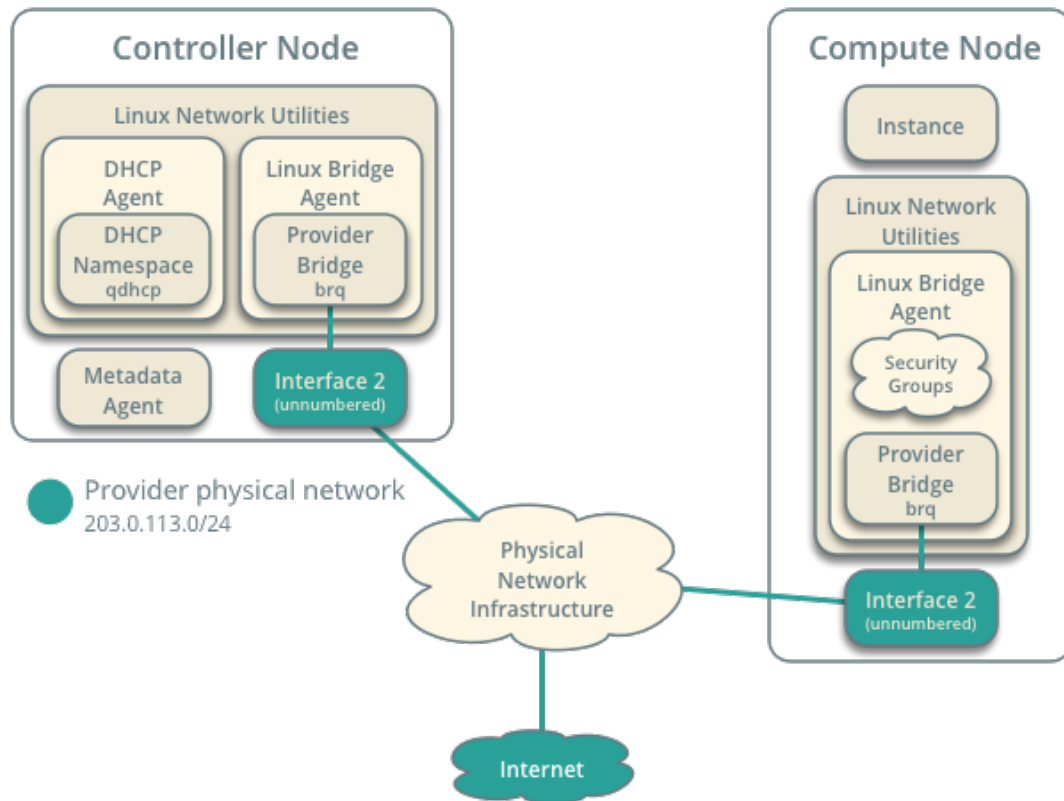 Controller Node
Linux Network Utilities
DHCP
Agent
DHCP
Namespace
qdhcp
Linux Bridge
Agent
Provider
Bridge
brq
Metadata
Agent
Interface 2
(unnumbered)
Provider physical network
203.0.113.0/24
Physical
Network
Infrastructure
Internet
Compute Node
Instance
Linux Network
Utilities
Linux Bridge
Agent
Security
Groups
Provider
Bridge
brq
Interface 2
(unnumbered)